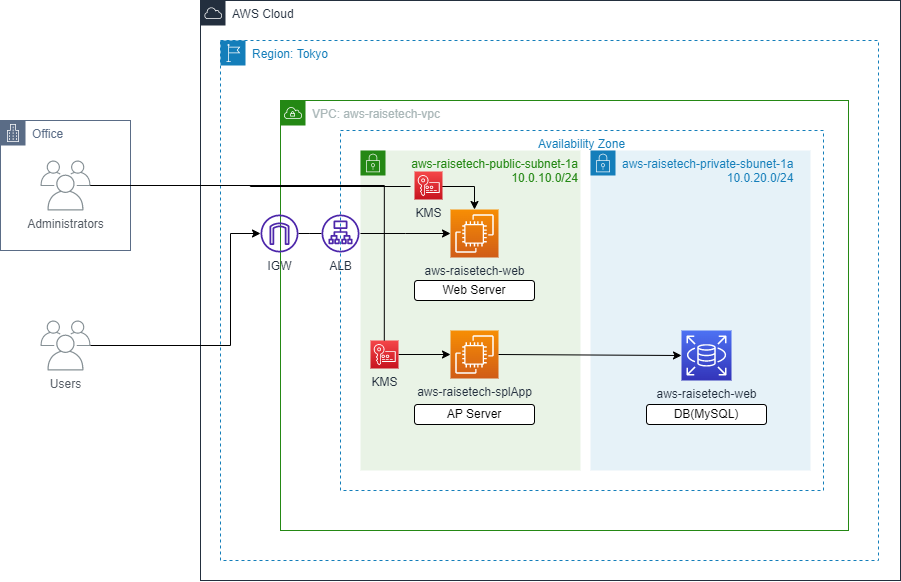 AWS Cloud
Region: Tokyo
VPC: aws-raisetech-vpc
Office
Availability Zone
aws-raisetech-public-subnet-1a
10.0.10.0/24
aws-raisetech-private-sbunet-1a
10.0.20.0/24
KMS
Administrators
IGW
ALB
aws-raisetech-web
Web Server
Users
KMS
aws-raisetech-splApp
AP Server
aws-raisetech-web
DB(MySQL)